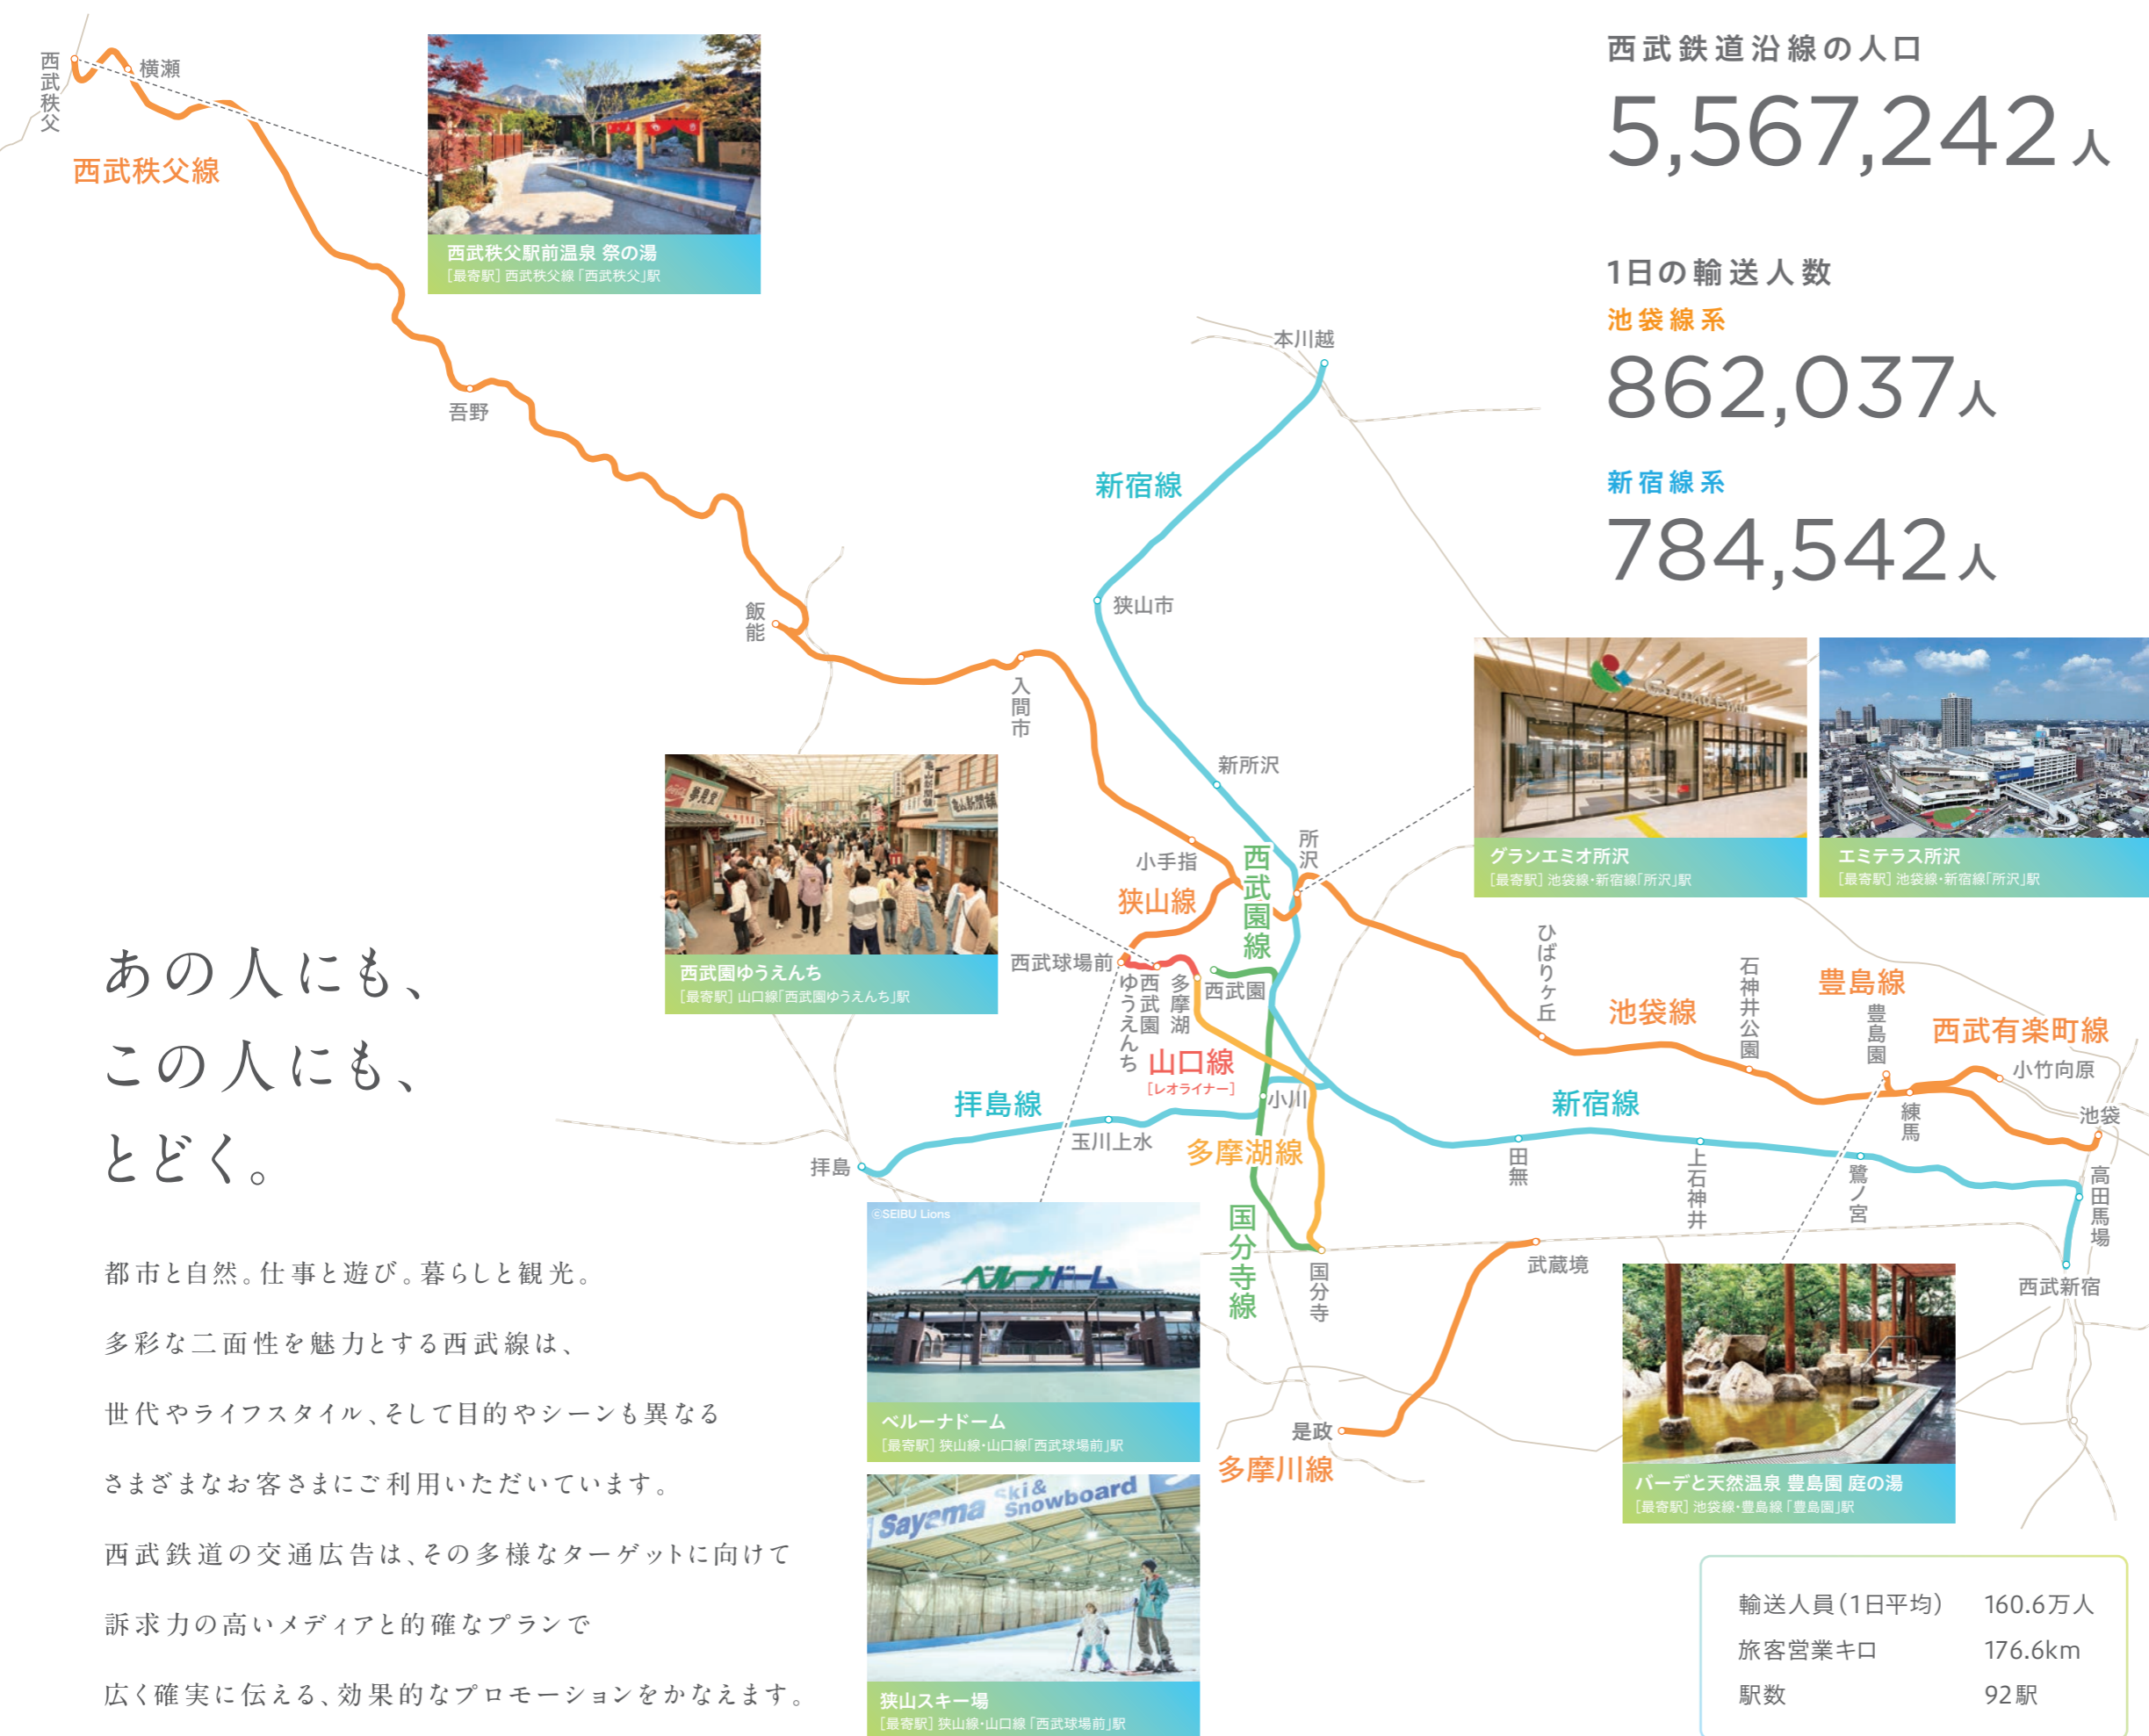 西武鉄道沿線の人口
5,567,242人
1日の輸送人数
池袋線系
862,037人
新宿線系
784,542人
西武秩父
横瀬
西武秩父線
西武秩父駅前温泉 祭の湯
[最寄駅] 西武秩父線「西武秩父」駅
吾野
飯能
入間市
本川越
新宿線
狭山市
新所沢
所沢
小手指
狭山線
西武園線
グランエミオ所沢
[最寄駅] 池袋線・新宿線「所沢」駅
エミテラス所沢
[最寄駅] 池袋線・新宿線「所沢」駅
夢見堂
亀山新聞舗
西武園ゆうえんち
[最寄駅] 山口線「西武園ゆうえんち」駅
西武球場前
西武園ゆうえんち
多摩湖
西武園
山口線
[レオライナー]
ひばりヶ丘
池袋線
石神井公園
豊島線
豊島園
西武有楽町線
小竹向原
練馬
池袋
拝島線
拝島
玉川上水
小川
多摩湖線
国分寺線
国分寺
新宿線
田無
上石神井
鷺ノ宮
高田馬場
西武新宿
武蔵境
是政
多摩川線
©SEIBU Lions
ベルーナドーム
ベルーナドーム
[最寄駅] 狭山線・山口線「西武球場前」駅
Sayama Ski & Snowboard
狭山スキー場
[最寄駅] 狭山線・山口線「西武球場前」駅
バーデと天然温泉 豊島園 庭の湯
[最寄駅] 池袋線・豊島線「豊島園」駅
あの人にも、
この人にも、
とどく。
都市と自然。仕事と遊び。暮らしと観光。
多彩な二面性を魅力とする西武線は、
世代やライフスタイル、そして目的やシーンも異なる
さまざまなお客さまにご利用いただいています。
西武鉄道の交通広告は、その多様なターゲットに向けて
訴求力の高いメディアと的確なプランで
広く確実に伝える、効果的なプロモーションをかなえます。
輸送人員(1日平均) 160.6万人
旅客営業キロ 176.6km
駅数 92駅